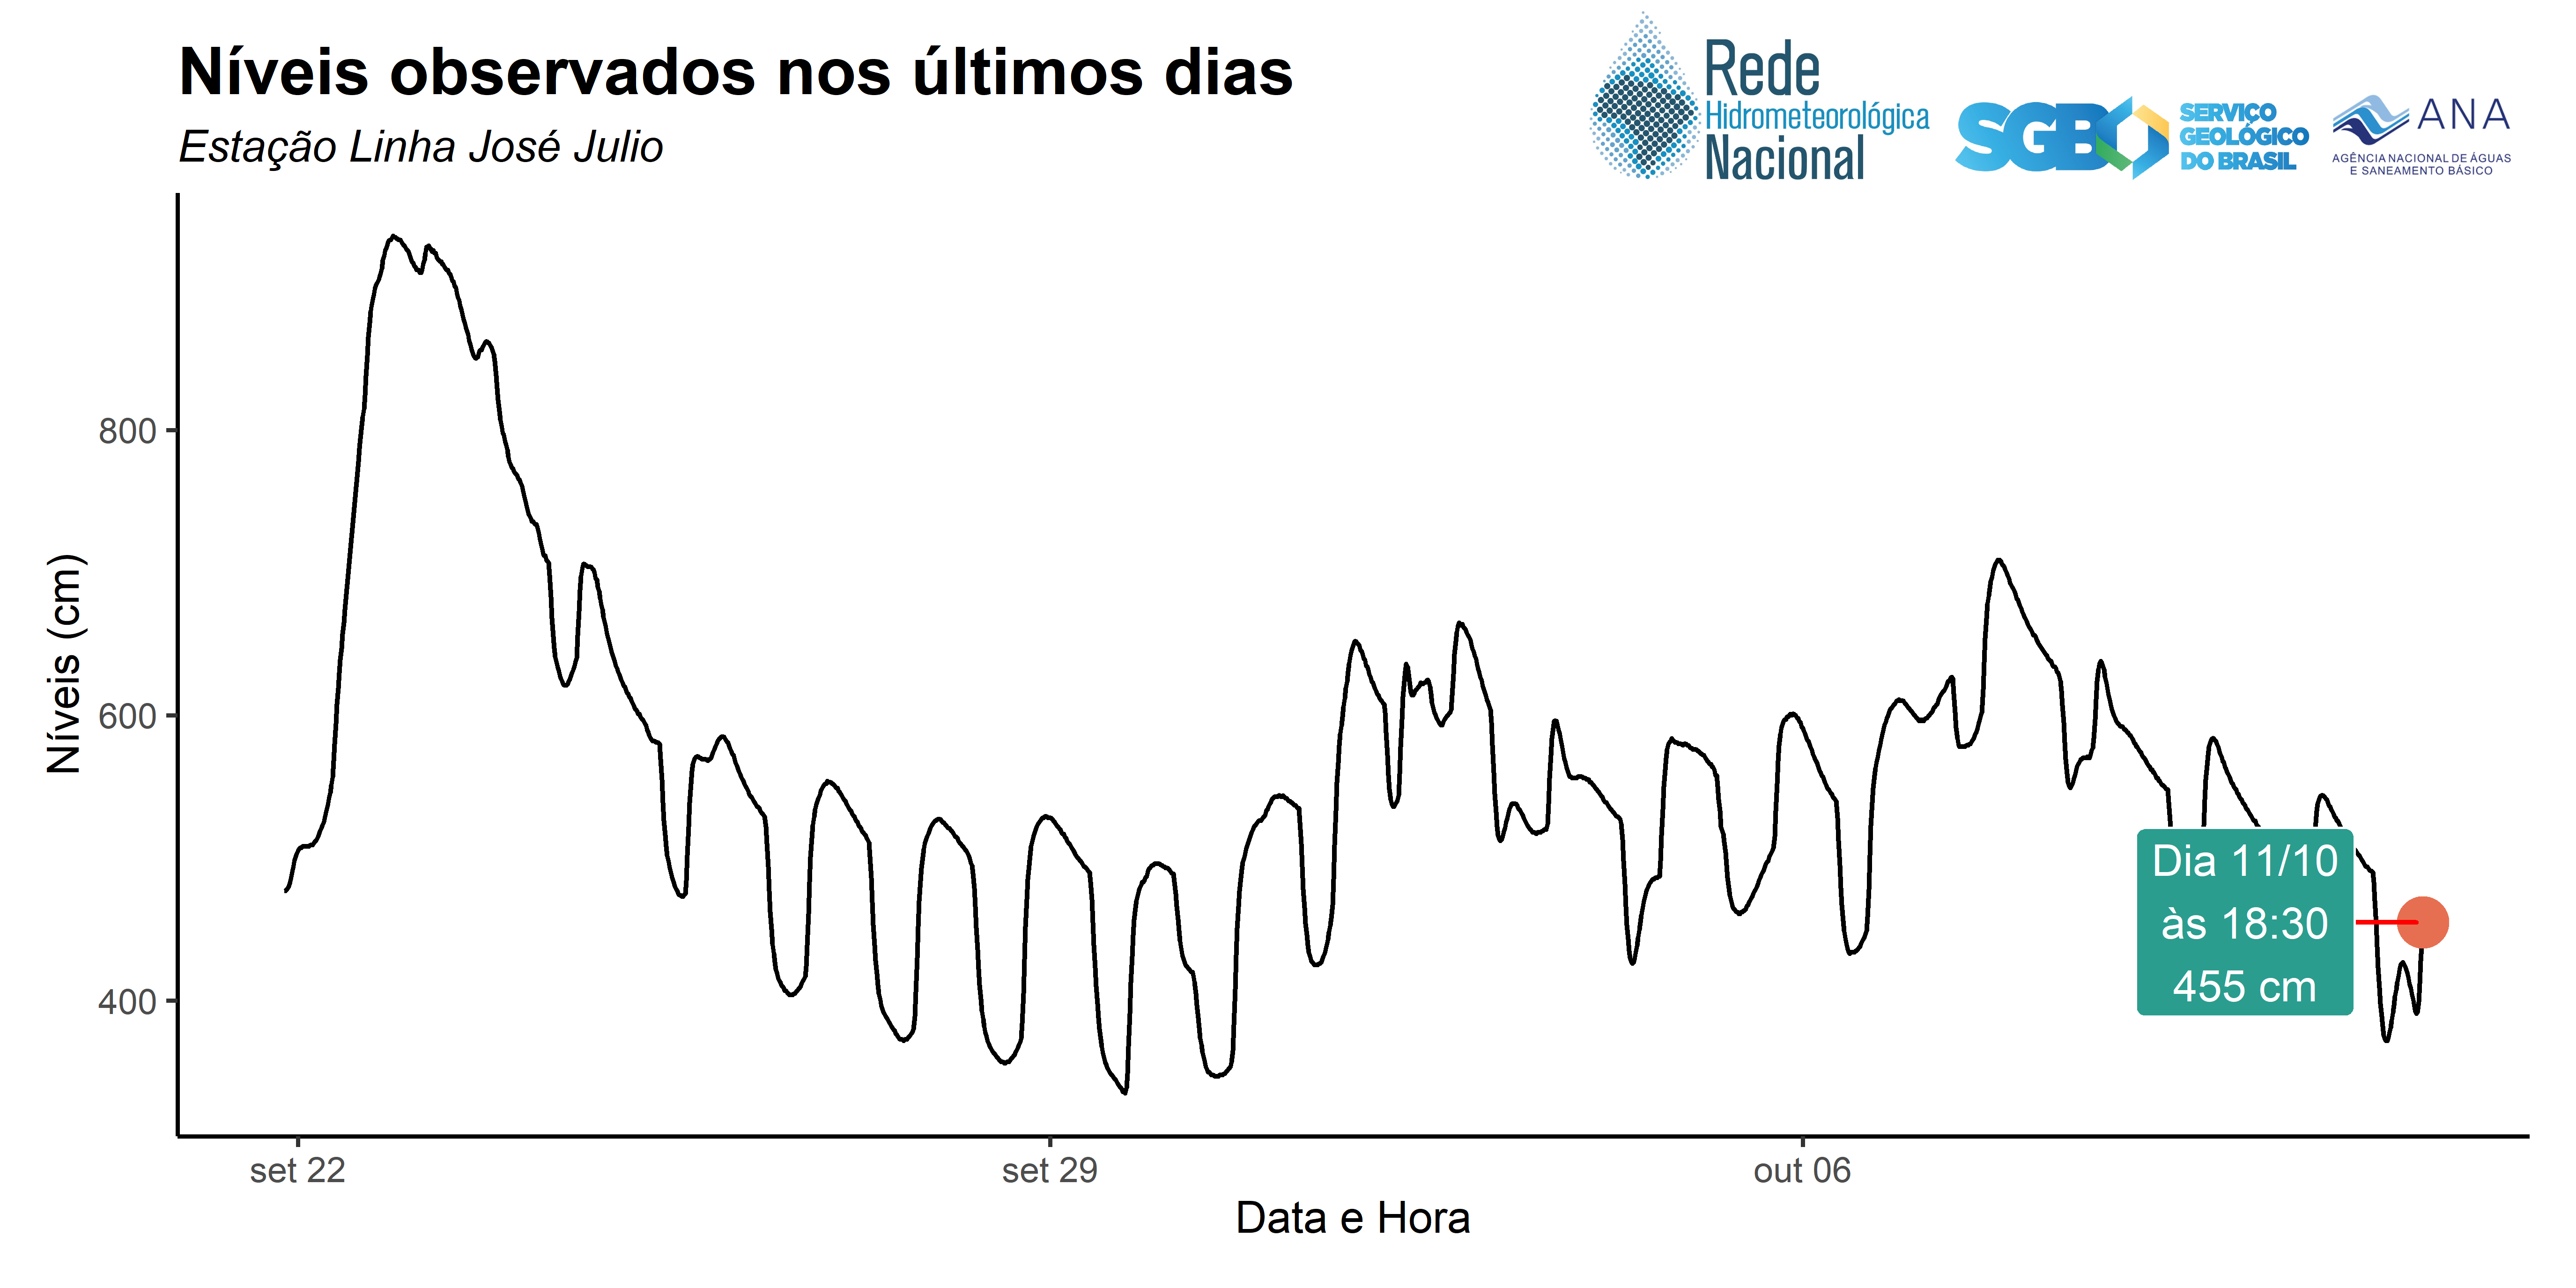 Níveis observados nos últimos dias
Estação Linha José Julio
Rede
Hidrometeorológica
Nacional
SGB
SERVIÇO
GEOLÓGICO
DO BRASIL
ANA
AGÊNCIA NACIONAL DE ÁGUAS
E SANEAMENTO BÁSICO
Níveis (cm)
800
600
400
Dia 11/10
às 18:30
455 cm
set 22
set 29
out 06
Data e Hora